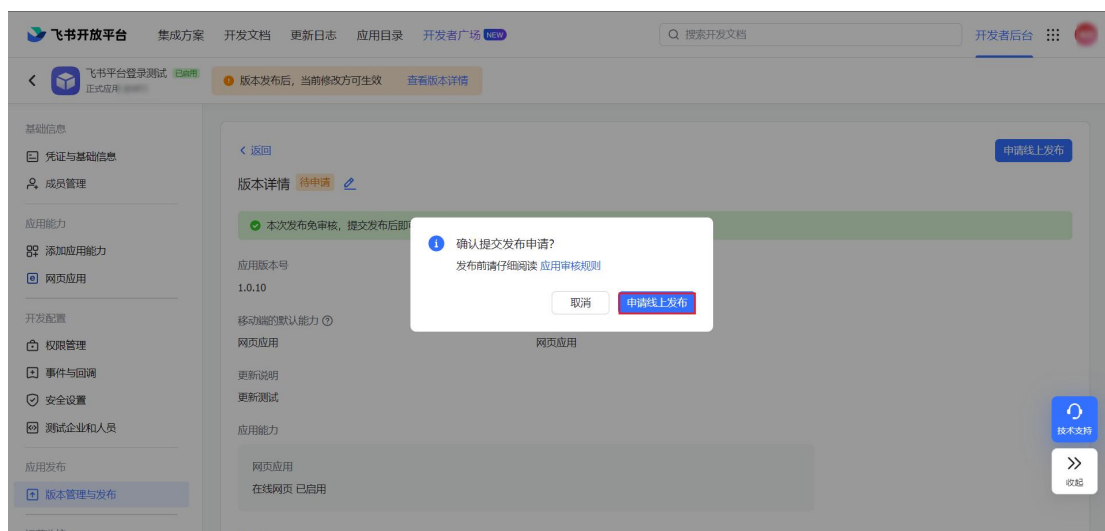 飞书开放平台 集成方案 开发文档 更新日志 应用目录 开发者广场 NEW 搜索开发文档 开发者后台
飞书平台登录测试 已启用
正式应用
版本发布后，当前修改方可生效 查看版本详情
基础信息
凭证与基础信息
成员管理
应用能力
添加应用能力
网页应用
开发配置
权限管理
事件与回调
安全设置
测试企业和人员
应用发布
版本管理与发布
返回 申请线上发布
版本详情 待申请
本次发布免审核，提交发布后即
应用版本号
1.0.10
移动端的默认能力
网页应用 网页应用
更新说明
更新测试
应用能力
网页应用
在线网页 已启用
确认提交发布申请?
发布前请仔细阅读 应用审核规则
取消 申请线上发布
技术支持
收起